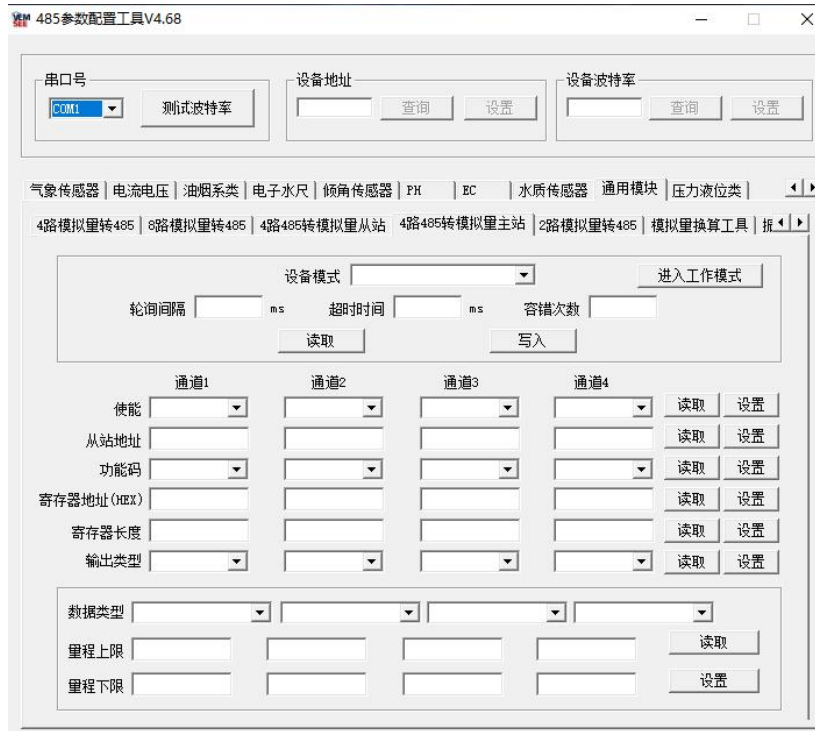 485参数配置工具V4.68
串口号 设备地址 设备波特率
COM1 测试波特率 查询 设置 查询 设置
气象传感器 电流电压 油烟系类 电子水尺 倾角传感器 PH EC 水质传感器 通用模块 压力液位类
4路模拟量转485 8路模拟量转485 4路485转模拟量从站 4路485转模拟量主站 2路模拟量转485 模拟量换算工具
设备模式 进入工作模式
轮询间隔 ms 超时时间 ms 容错次数
读取 写入
通道1 通道2 通道3 通道4
使能 读取 设置
从站地址 读取 设置
功能码 读取 设置
寄存器地址(HEX) 读取 设置
寄存器长度 读取 设置
输出类型 读取 设置
数据类型
量程上限 读取
量程下限 设置